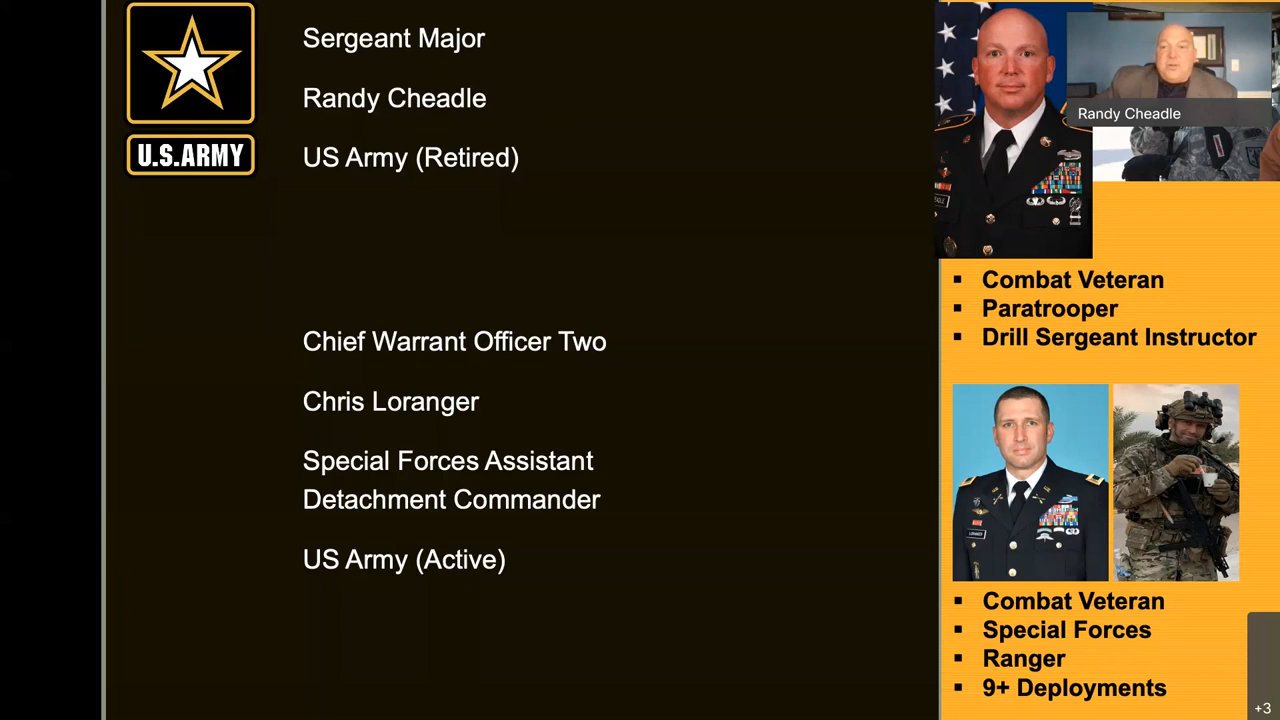 Sergeant Major
Randy Cheadle
U.S.ARMY
US Army (Retired)
Randy Cheadle
Combat Veteran
Paratrooper
Drill Sergeant Instructor
Chief Warrant Officer Two
Chris Loranger
Special Forces Assistant
Detachment Commander
US Army (Active)
LORANGER
Combat Veteran
Special Forces
Ranger
9+ Deployments
+3